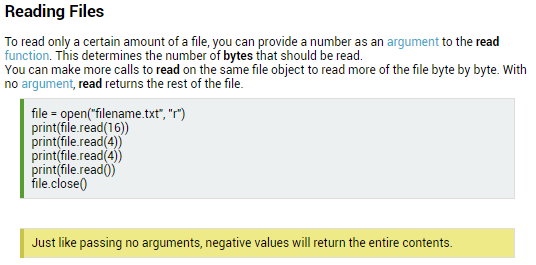 Reading Files
To read only a certain amount of a file, you can provide a number as an argument to the read
function. This determines the number of bytes that should be read.
You can make more calls to read on the same file object to read more of the file byte by byte. With
no argument, read returns the rest of the file.
file = open("filename.txt", "r")
print(file.read(16))
print(file.read(4))
print(file.read(4))
print(file.read())
file.close()
Just like passing no arguments, negative values will return the entire contents.